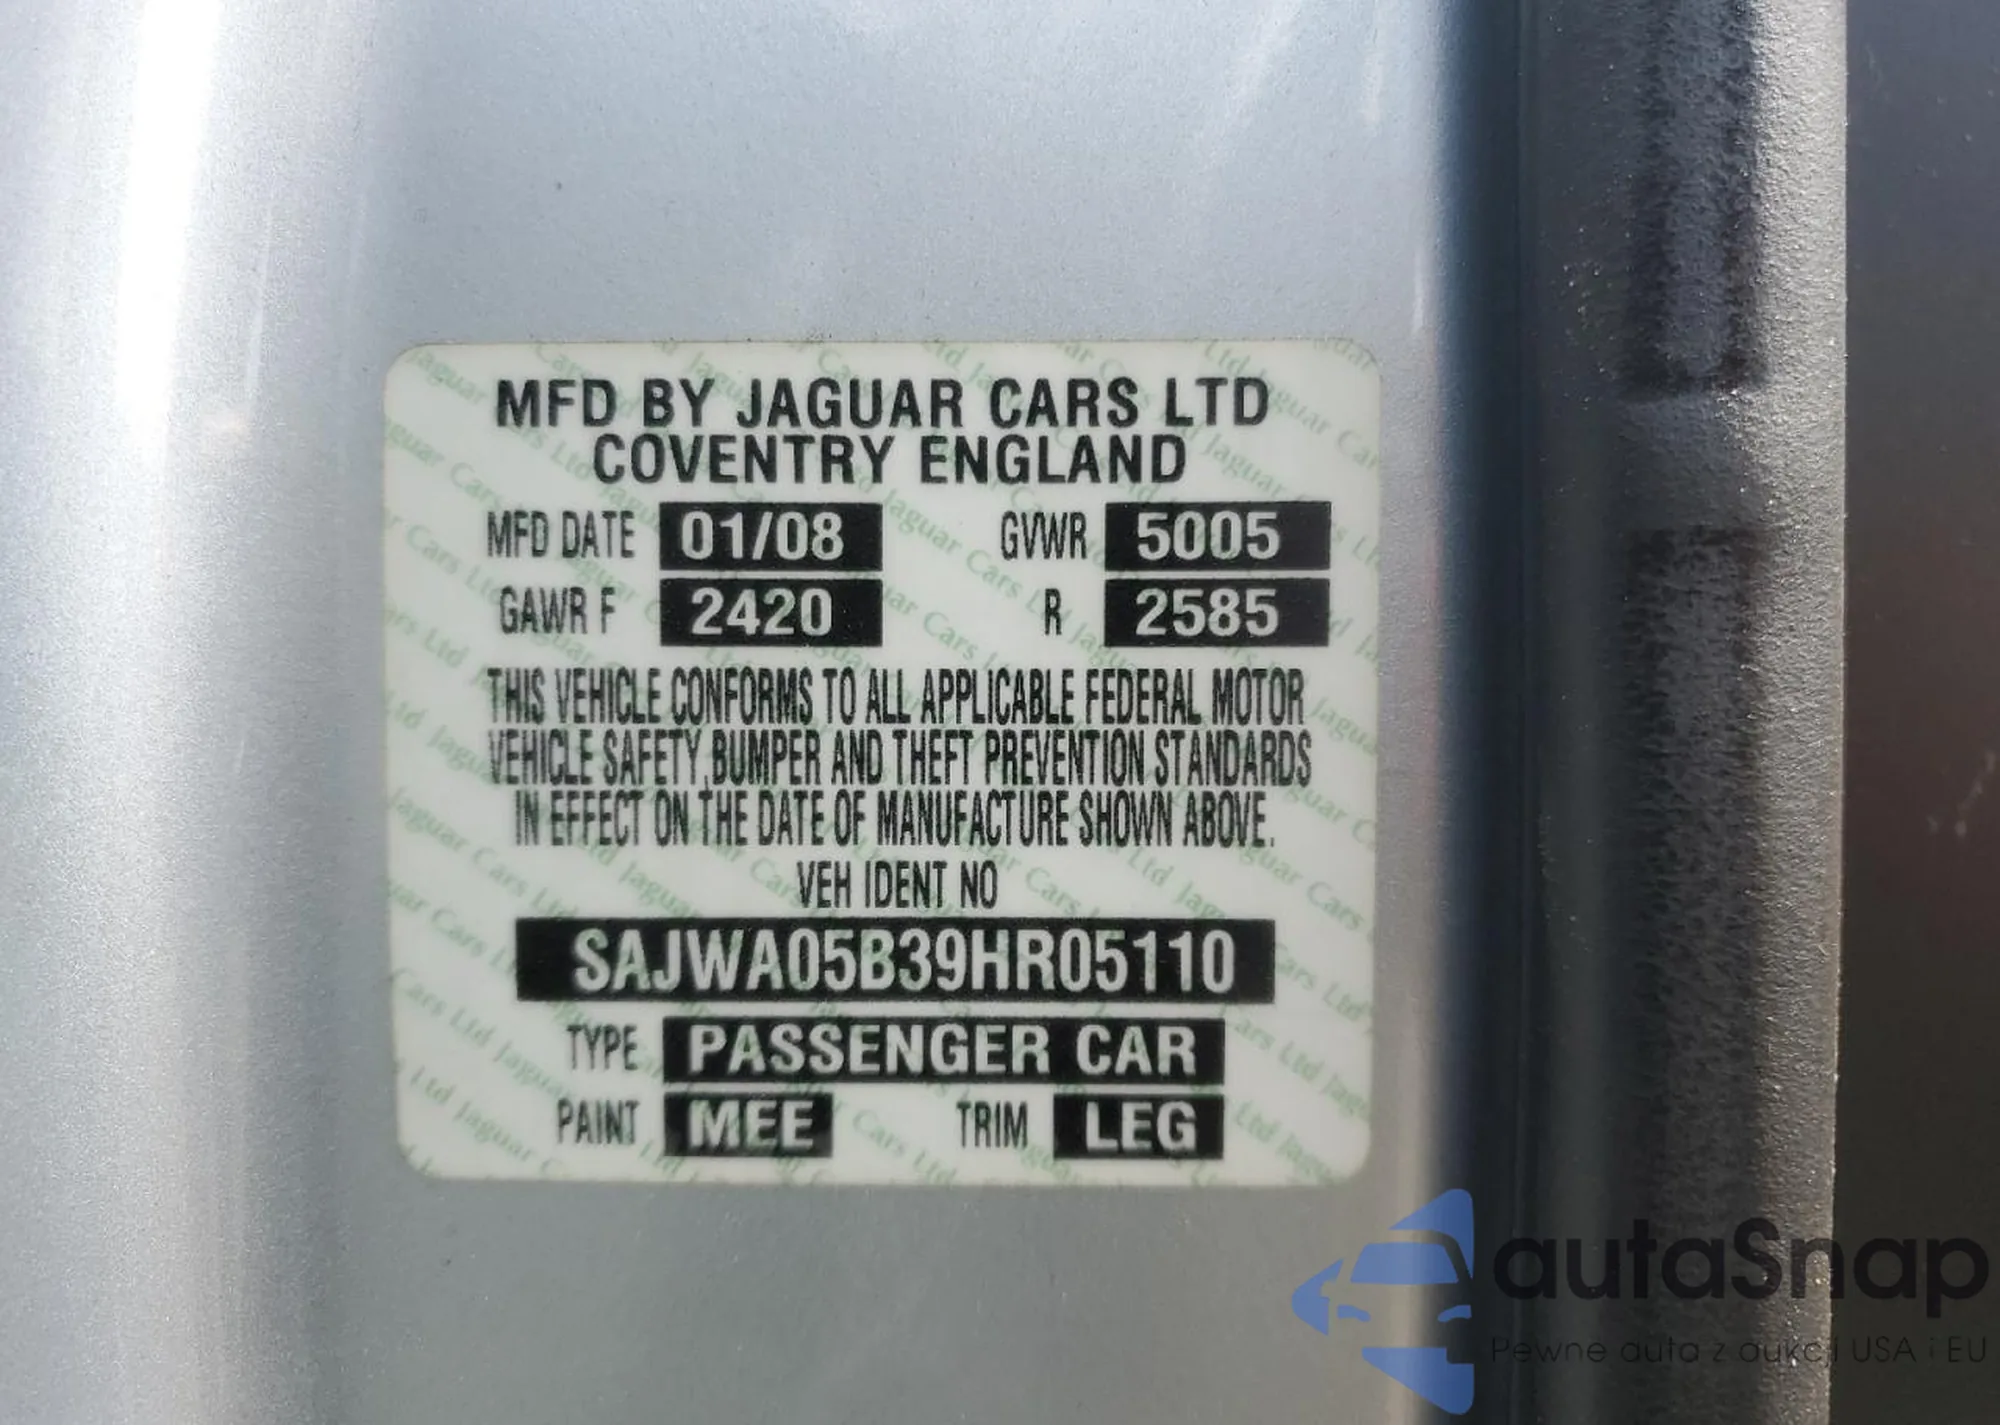 MFD BY JAGUAR CARS LTD
COVENTRY ENGLAND
MFD DATE 01/08 GVWR 5005
GAWR F 2420 R 2585
THIS VEHICLE CONFORMS TO ALL APPLICABLE FEDERAL MOTOR
VEHICLE SAFETY, BUMPER AND THEFT PREVENTION STANDARDS
IN EFFECT ON THE DATE OF MANUFACTURE SHOWN ABOVE.
VEH IDENT NO
SAJWA05B39HR05110
TYPE PASSENGER CAR
PAINT MEE TRIM LEG
autaSnap
Pewne auta z aukcji USA i EU